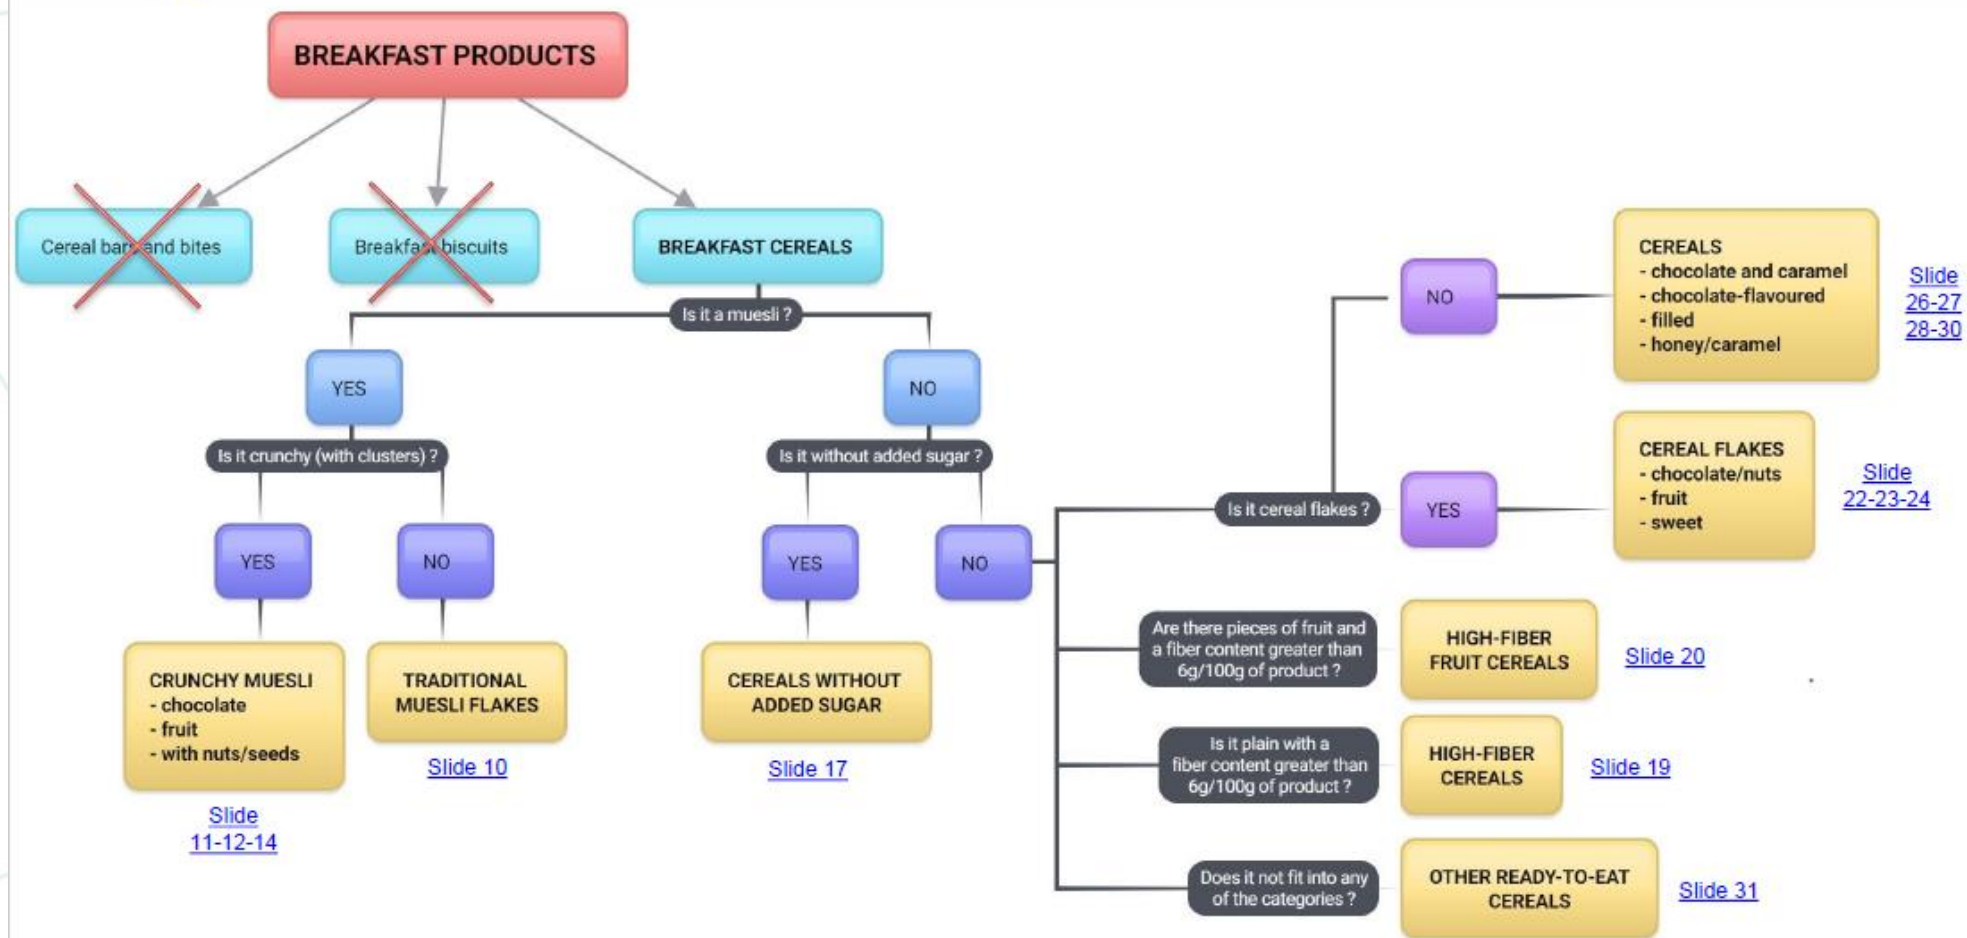 BREAKFAST PRODUCTS
Cereal bars and bites
Breakfast biscuits
BREAKFAST CEREALS
Is it a muesli ?
YES
NO
Is it crunchy (with clusters) ?
Is it without added sugar ?
YES
NO
YES
NO
CRUNCHY MUESLI
- chocolate
- fruit
- with nuts/seeds
Slide
11-12-14
TRADITIONAL
MUESLI FLAKES
Slide 10
CEREALS WITHOUT
ADDED SUGAR
Slide 17
Is it cereal flakes ?
NO
CEREALS
- chocolate and caramel
- chocolate-flavoured
- filled
- honey/caramel
Slide
26-27
28-30
YES
CEREAL FLAKES
- chocolate/nuts
- fruit
- sweet
Slide
22-23-24
Are there pieces of fruit and
a fiber content greater than
6g/100g of product ?
HIGH-FIBER
FRUIT CEREALS
Slide 20
Is it plain with a
fiber content greater than
6g/100g of product ?
HIGH-FIBER
CEREALS
Slide 19
Does it not fit into any
of the categories ?
OTHER READY-TO-EAT
CEREALS
Slide 31